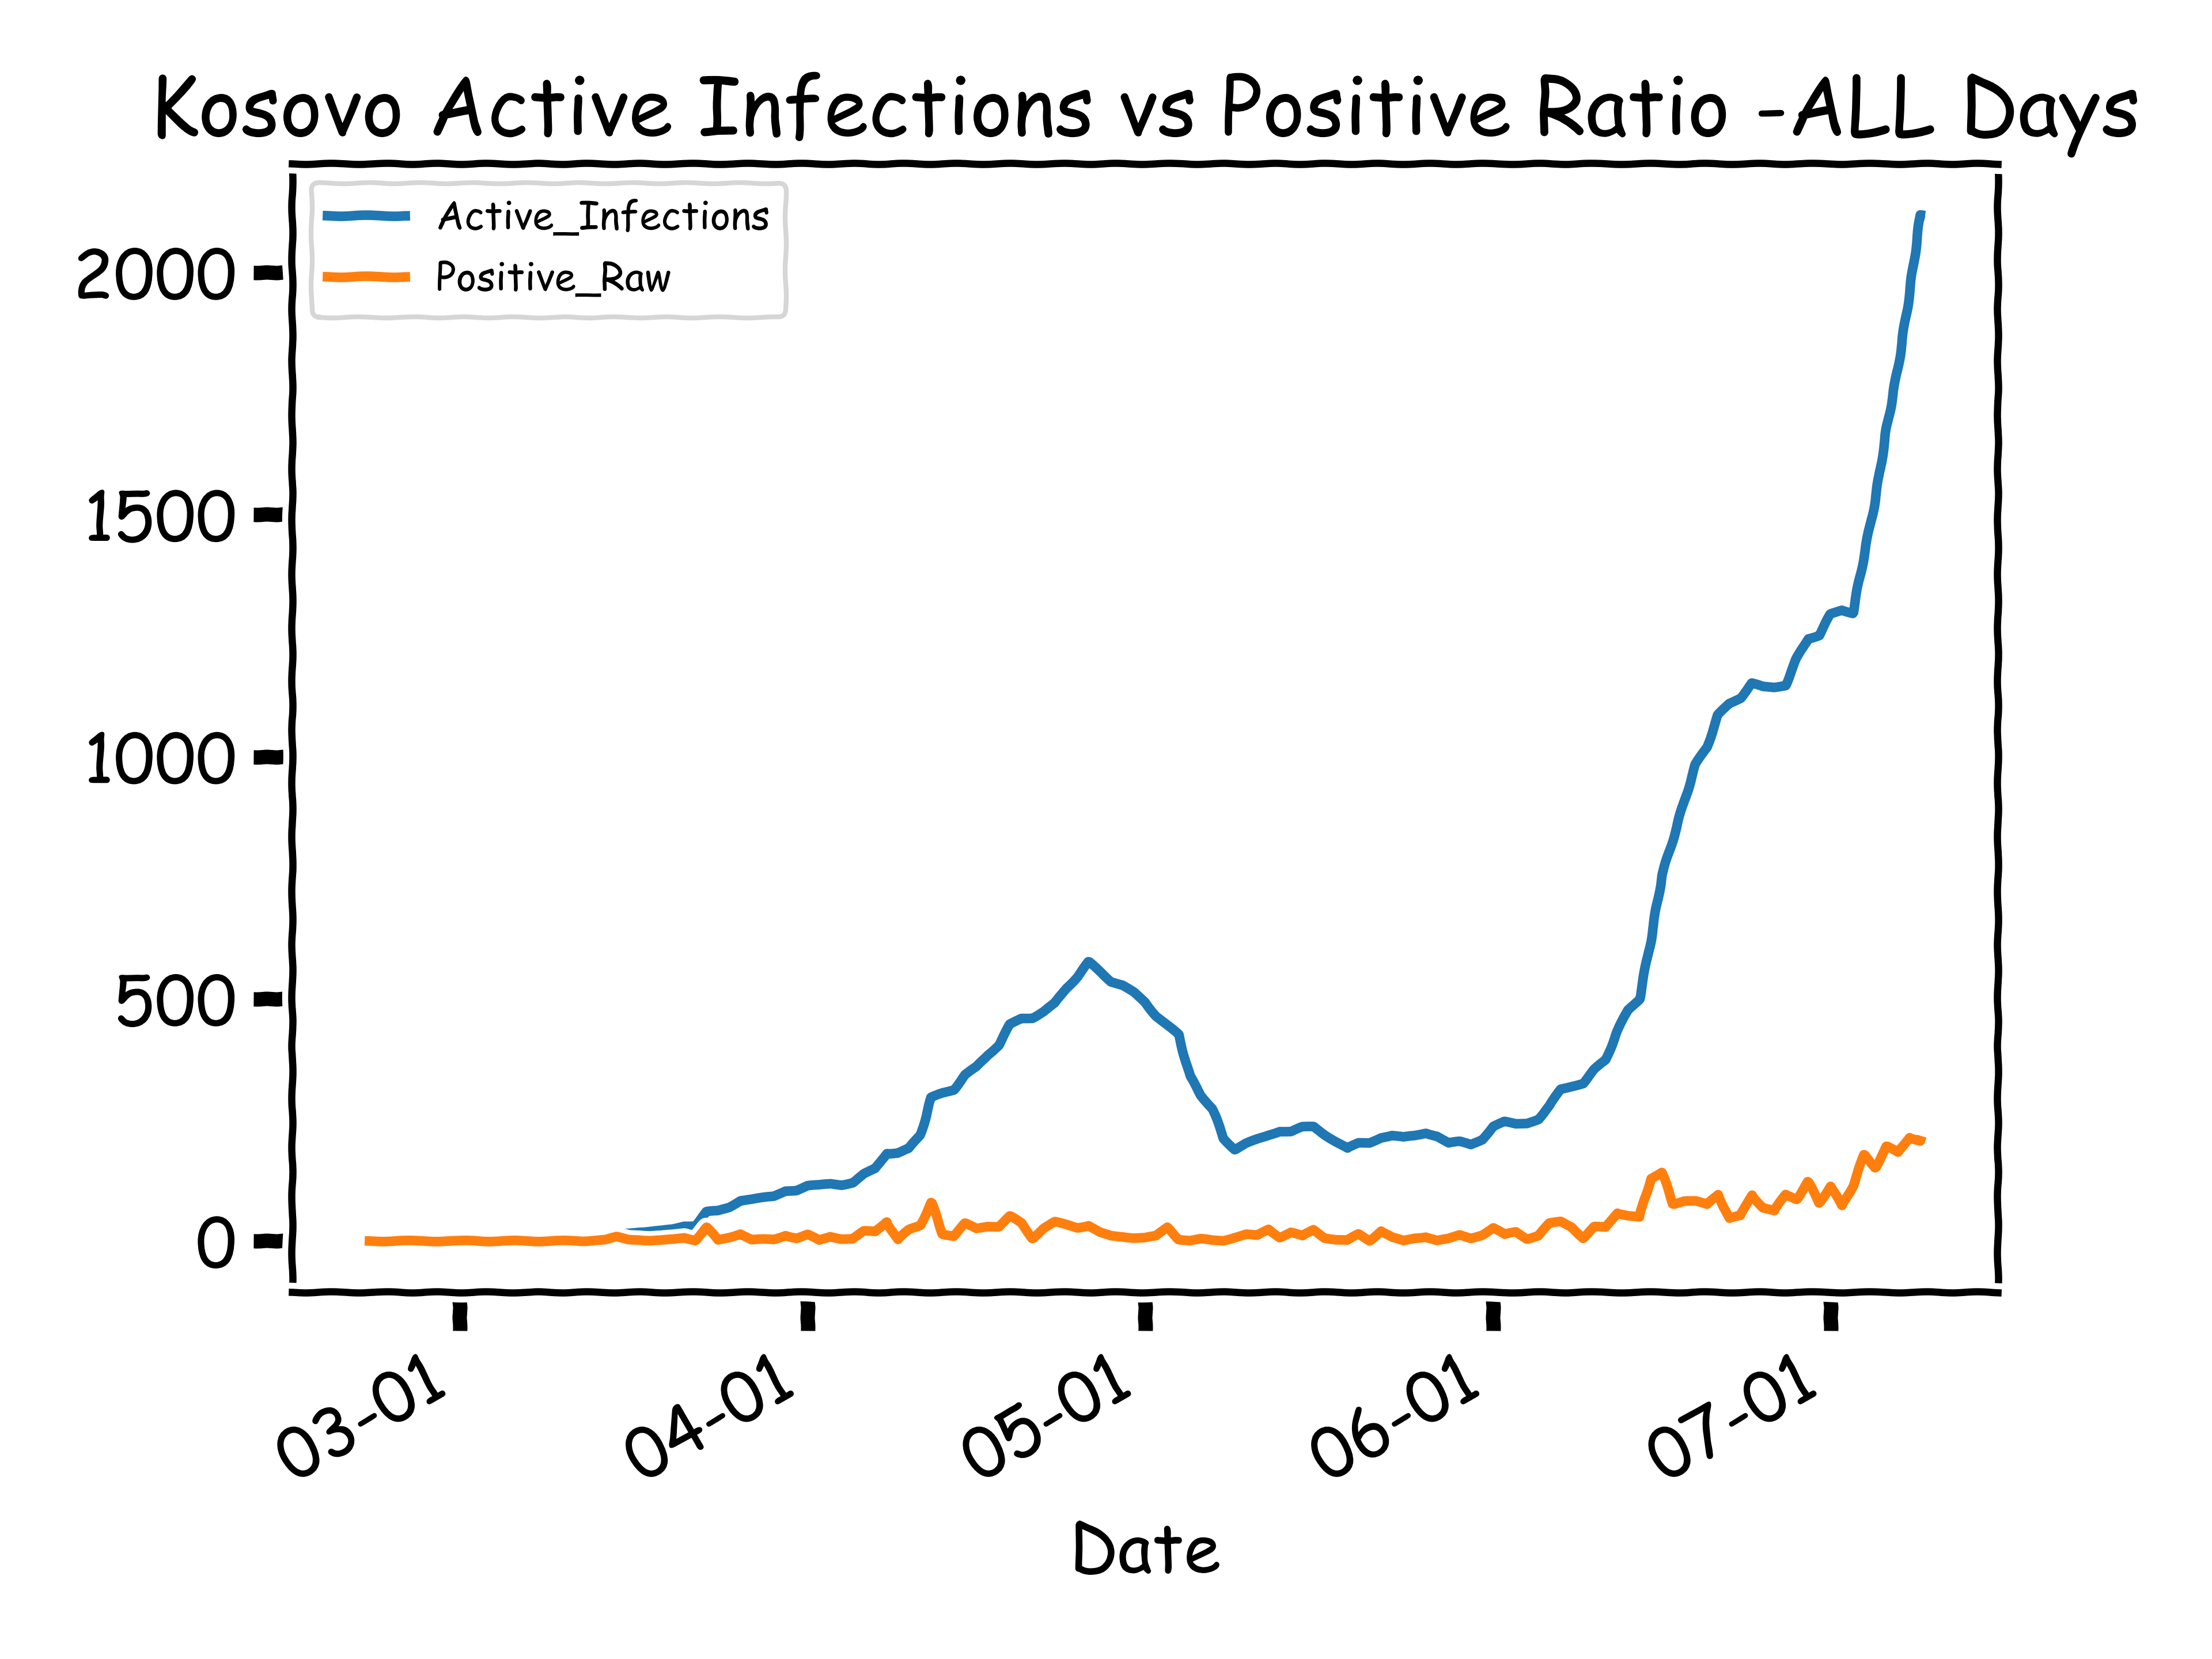 Kosovo Active Infections vs Positive Ratio -ALL Days
Active_Infections
Positive_Raw
2000
1500
1000
500
0
03-01
04-01
05-01
06-01
07-01
Date